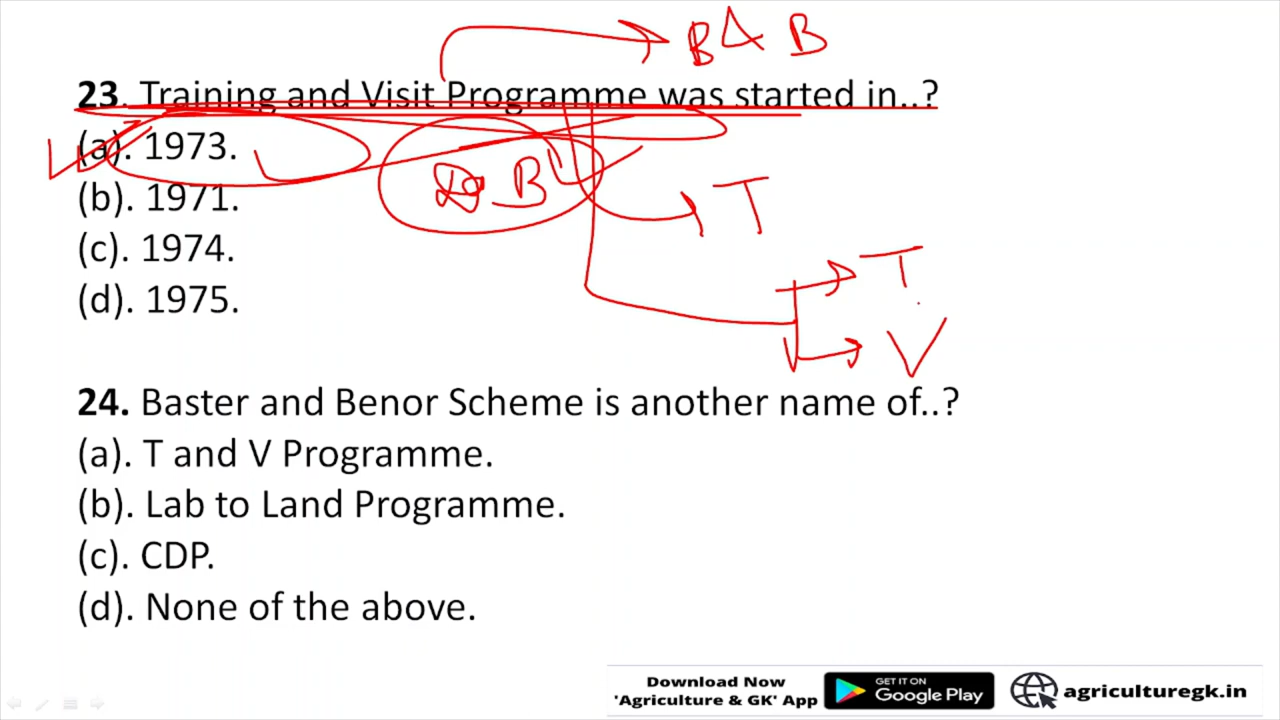 B & B
23. Training and Visit Programme was started in..?
(a). 1973.
(b). 1971.
B
T
(c). 1974.
T
(d). 1975.
V
24. Baster and Benor Scheme is another name of..?
(a). T and V Programme.
(b). Lab to Land Programme.
(c). CDP.
(d). None of the above.
Download Now
'Agriculture & GK' App
GET IT ON
Google Play
agriculturegk.in